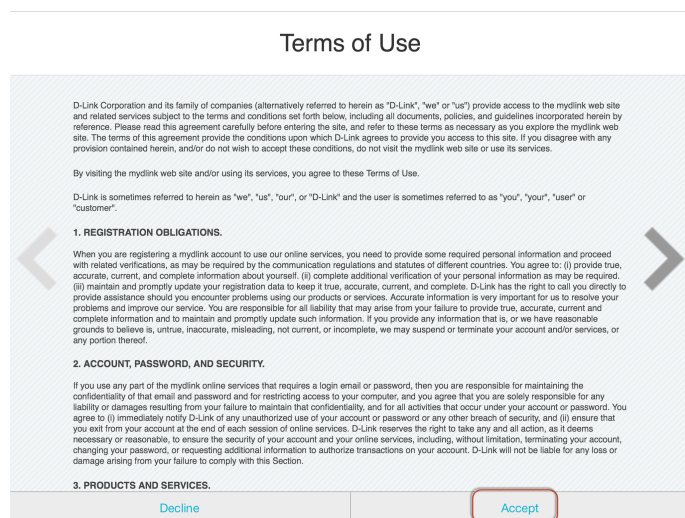 Terms of Use
D-Link Corporation and its family of companies (alternatively referred to herein as "D-Link", "we" or "us") provide access to the mydlink web site
and related services subject to the terms and conditions set forth below, including all documents, policies, and guidelines incorporated herein by
reference. Please read this agreement carefully before entering the site, and refer to these terms as necessary as you explore the mydlink web
site. The terms of this agreement provide the conditions upon which D-Link agrees to provide you access to this site. If you disagree with any
provision contained herein, and/or do not wish to accept these conditions, do not visit the mydlink web site or use its services.
By visiting the mydlink web site and/or using its services, you agree to these Terms of Use.
D-Link is sometimes referred to herein as "we", "us", "our", or "D-Link" and the user is sometimes referred to as "you", "your", "user" or
"customer".
1. REGISTRATION OBLIGATIONS.
When you are registering a mydlink account to use our online services, you need to provide some required personal information and proceed
with related verifications, as may be required by the communication regulations and statutes of different countries. You agree to: (i) provide true,
accurate, current, and complete information about yourself. (ii) complete additional verification of your personal information as may be required.
(iii) maintain and promptly update your registration data to keep it true, accurate, current, and complete. D-Link has the right to call you directly to
provide assistance should you encounter problems using our products or services. Accurate information is very important for us to resolve your
problems and improve our service. You are responsible for all liability that may arise from your failure to provide true, accurate, current and
complete information and to maintain and promptly update such information. If you provide any information that is, or we have reasonable
grounds to believe is, untrue, inaccurate, misleading, not current, or incomplete, we may suspend or terminate your account and/or services, or
any portion thereof.
2. ACCOUNT, PASSWORD, AND SECURITY.
If you use any part of the mydlink online services that requires a login email or password, then you are responsible for maintaining the
confidentiality of that email and password and for restricting access to your computer, and you agree that you are solely responsible for any
liability or damages resulting from your failure to maintain that confidentiality, and for all activities that occur under your account or password. You
agree to (i) immediately notify D-Link of any unauthorized use of your account or password or any other breach of security, and (ii) ensure that
you exit from your account at the end of each session of online services. D-Link reserves the right to take any and all action, as it deems
necessary or reasonable, to ensure the security of your account and your online services, including, without limitation, terminating your account,
changing your password, or requesting additional information to authorize transactions on your account. D-Link will not be liable for any loss or
damage arising from your failure to comply with this Section.
3. PRODUCTS AND SERVICES.
Decline
Accept